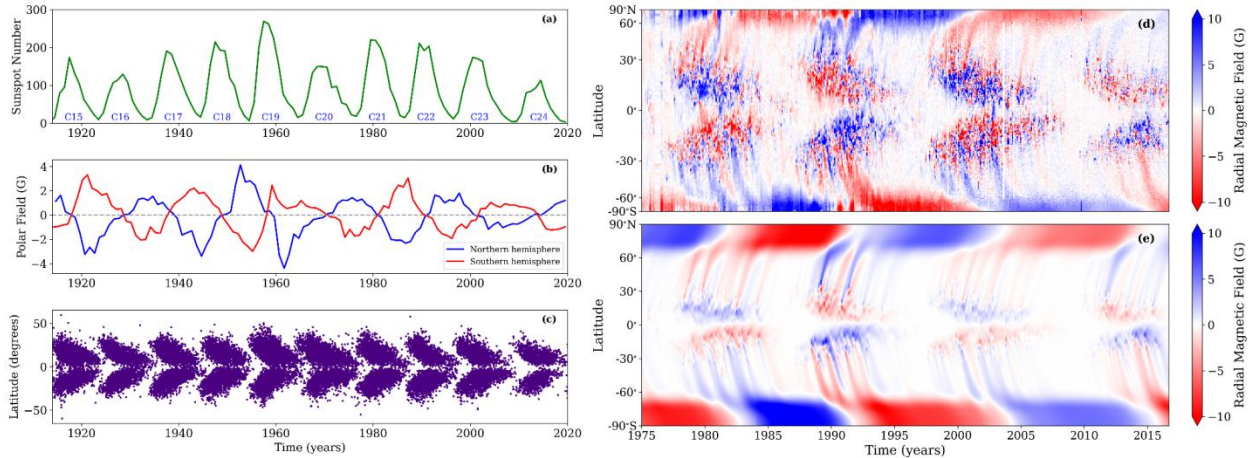 (a)
Sunspot Number
300
200
100
0
C15 C16 C17 C18 C19 C20 C21 C22 C23 C24
1920 1940 1960 1980 2000 2020
(b)
Polar Field (G)
4
2
0
−2
−4
Northern hemisphere
Southern hemisphere
1920 1940 1960 1980 2000 2020
(c)
Latitude (degrees)
50
0
−50
1920 1940 1960 1980 2000 2020
Time (years)
(d)
Latitude
90°N
60°
30°
0°
-30°
-60°
-90°S
10
5
0
−5
−10
Radial Magnetic Field (G)
(e)
Latitude
90°N
60°
30°
0°
-30°
-60°
-90°S
1975 1980 1985 1990 1995 2000 2005 2010 2015
Time (years)
10
5
0
−5
−10
Radial Magnetic Field (G)